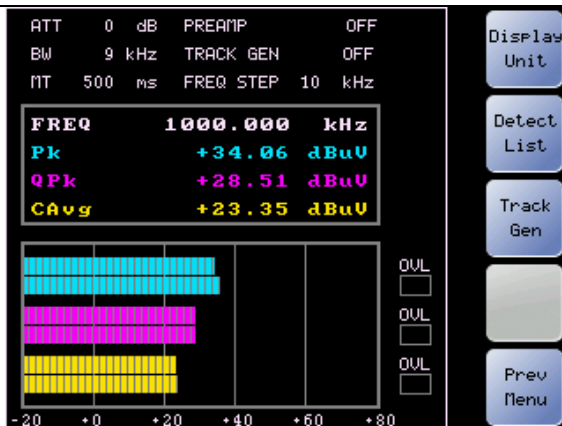 ATT 0 dB PREAMP OFF
BW 9 kHz TRACK GEN OFF
MT 500 ms FREQ STEP 10 kHz
FREQ 1000.000 kHz
Pk +34.06 dBuV
QPk +28.51 dBuV
CAvg +23.35 dBuV
OVL
OVL
OVL
-20 +0 +20 +40 +60 +80
Display
Unit
Detect
List
Track
Gen
Prev
Menu